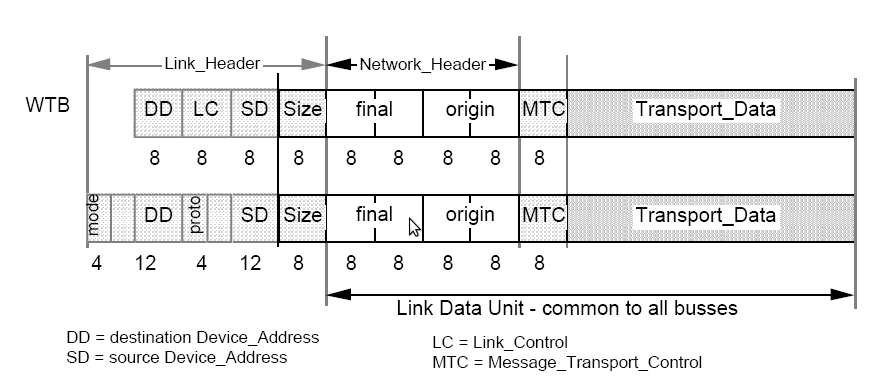 Link_Header
Network_Header
WTB
DD LC SD Size final origin MTC Transport_Data
8 8 8 8 8 8 8 8 8
mode DD proto SD Size final origin MTC Transport_Data
4 12 4 12 8 8 8 8 8 8
Link Data Unit - common to all busses
DD = destination Device_Address
SD = source Device_Address
LC = Link_Control
MTC = Message_Transport_Control